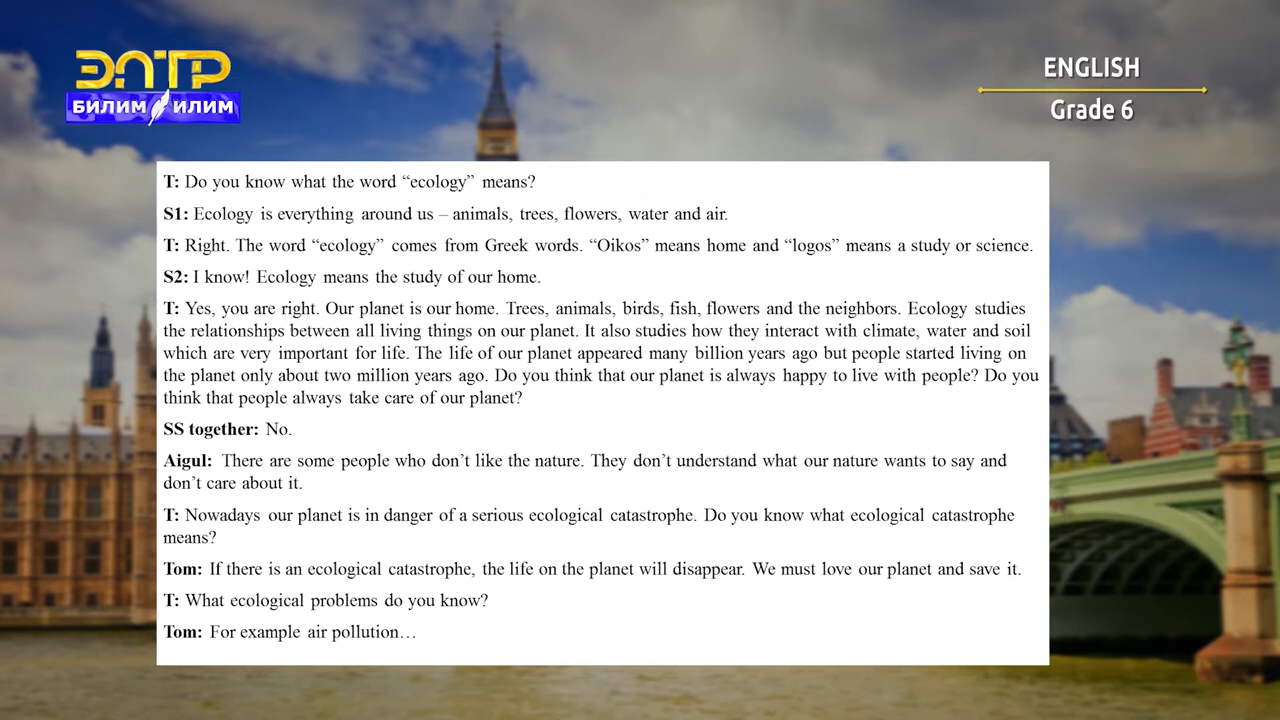 ЭЛТР
БИЛИМ ИЛИМ
ENGLISH
Grade 6
T: Do you know what the word “ecology” means?
S1: Ecology is everything around us – animals, trees, flowers, water and air.
T: Right. The word “ecology” comes from Greek words. “Oikos” means home and “logos” means a study or science.
S2: I know! Ecology means the study of our home.
T: Yes, you are right. Our planet is our home. Trees, animals, birds, fish, flowers and the neighbors. Ecology studies
the relationships between all living things on our planet. It also studies how they interact with climate, water and soil
which are very important for life. The life of our planet appeared many billion years ago but people started living on
the planet only about two million years ago. Do you think that our planet is always happy to live with people? Do you
think that people always take care of our planet?
SS together: No.
Aigul: There are some people who don’t like the nature. They don’t understand what our nature wants to say and
don’t care about it.
T: Nowadays our planet is in danger of a serious ecological catastrophe. Do you know what ecological catastrophe
means?
Tom: If there is an ecological catastrophe, the life on the planet will disappear. We must love our planet and save it.
T: What ecological problems do you know?
Tom: For example air pollution…